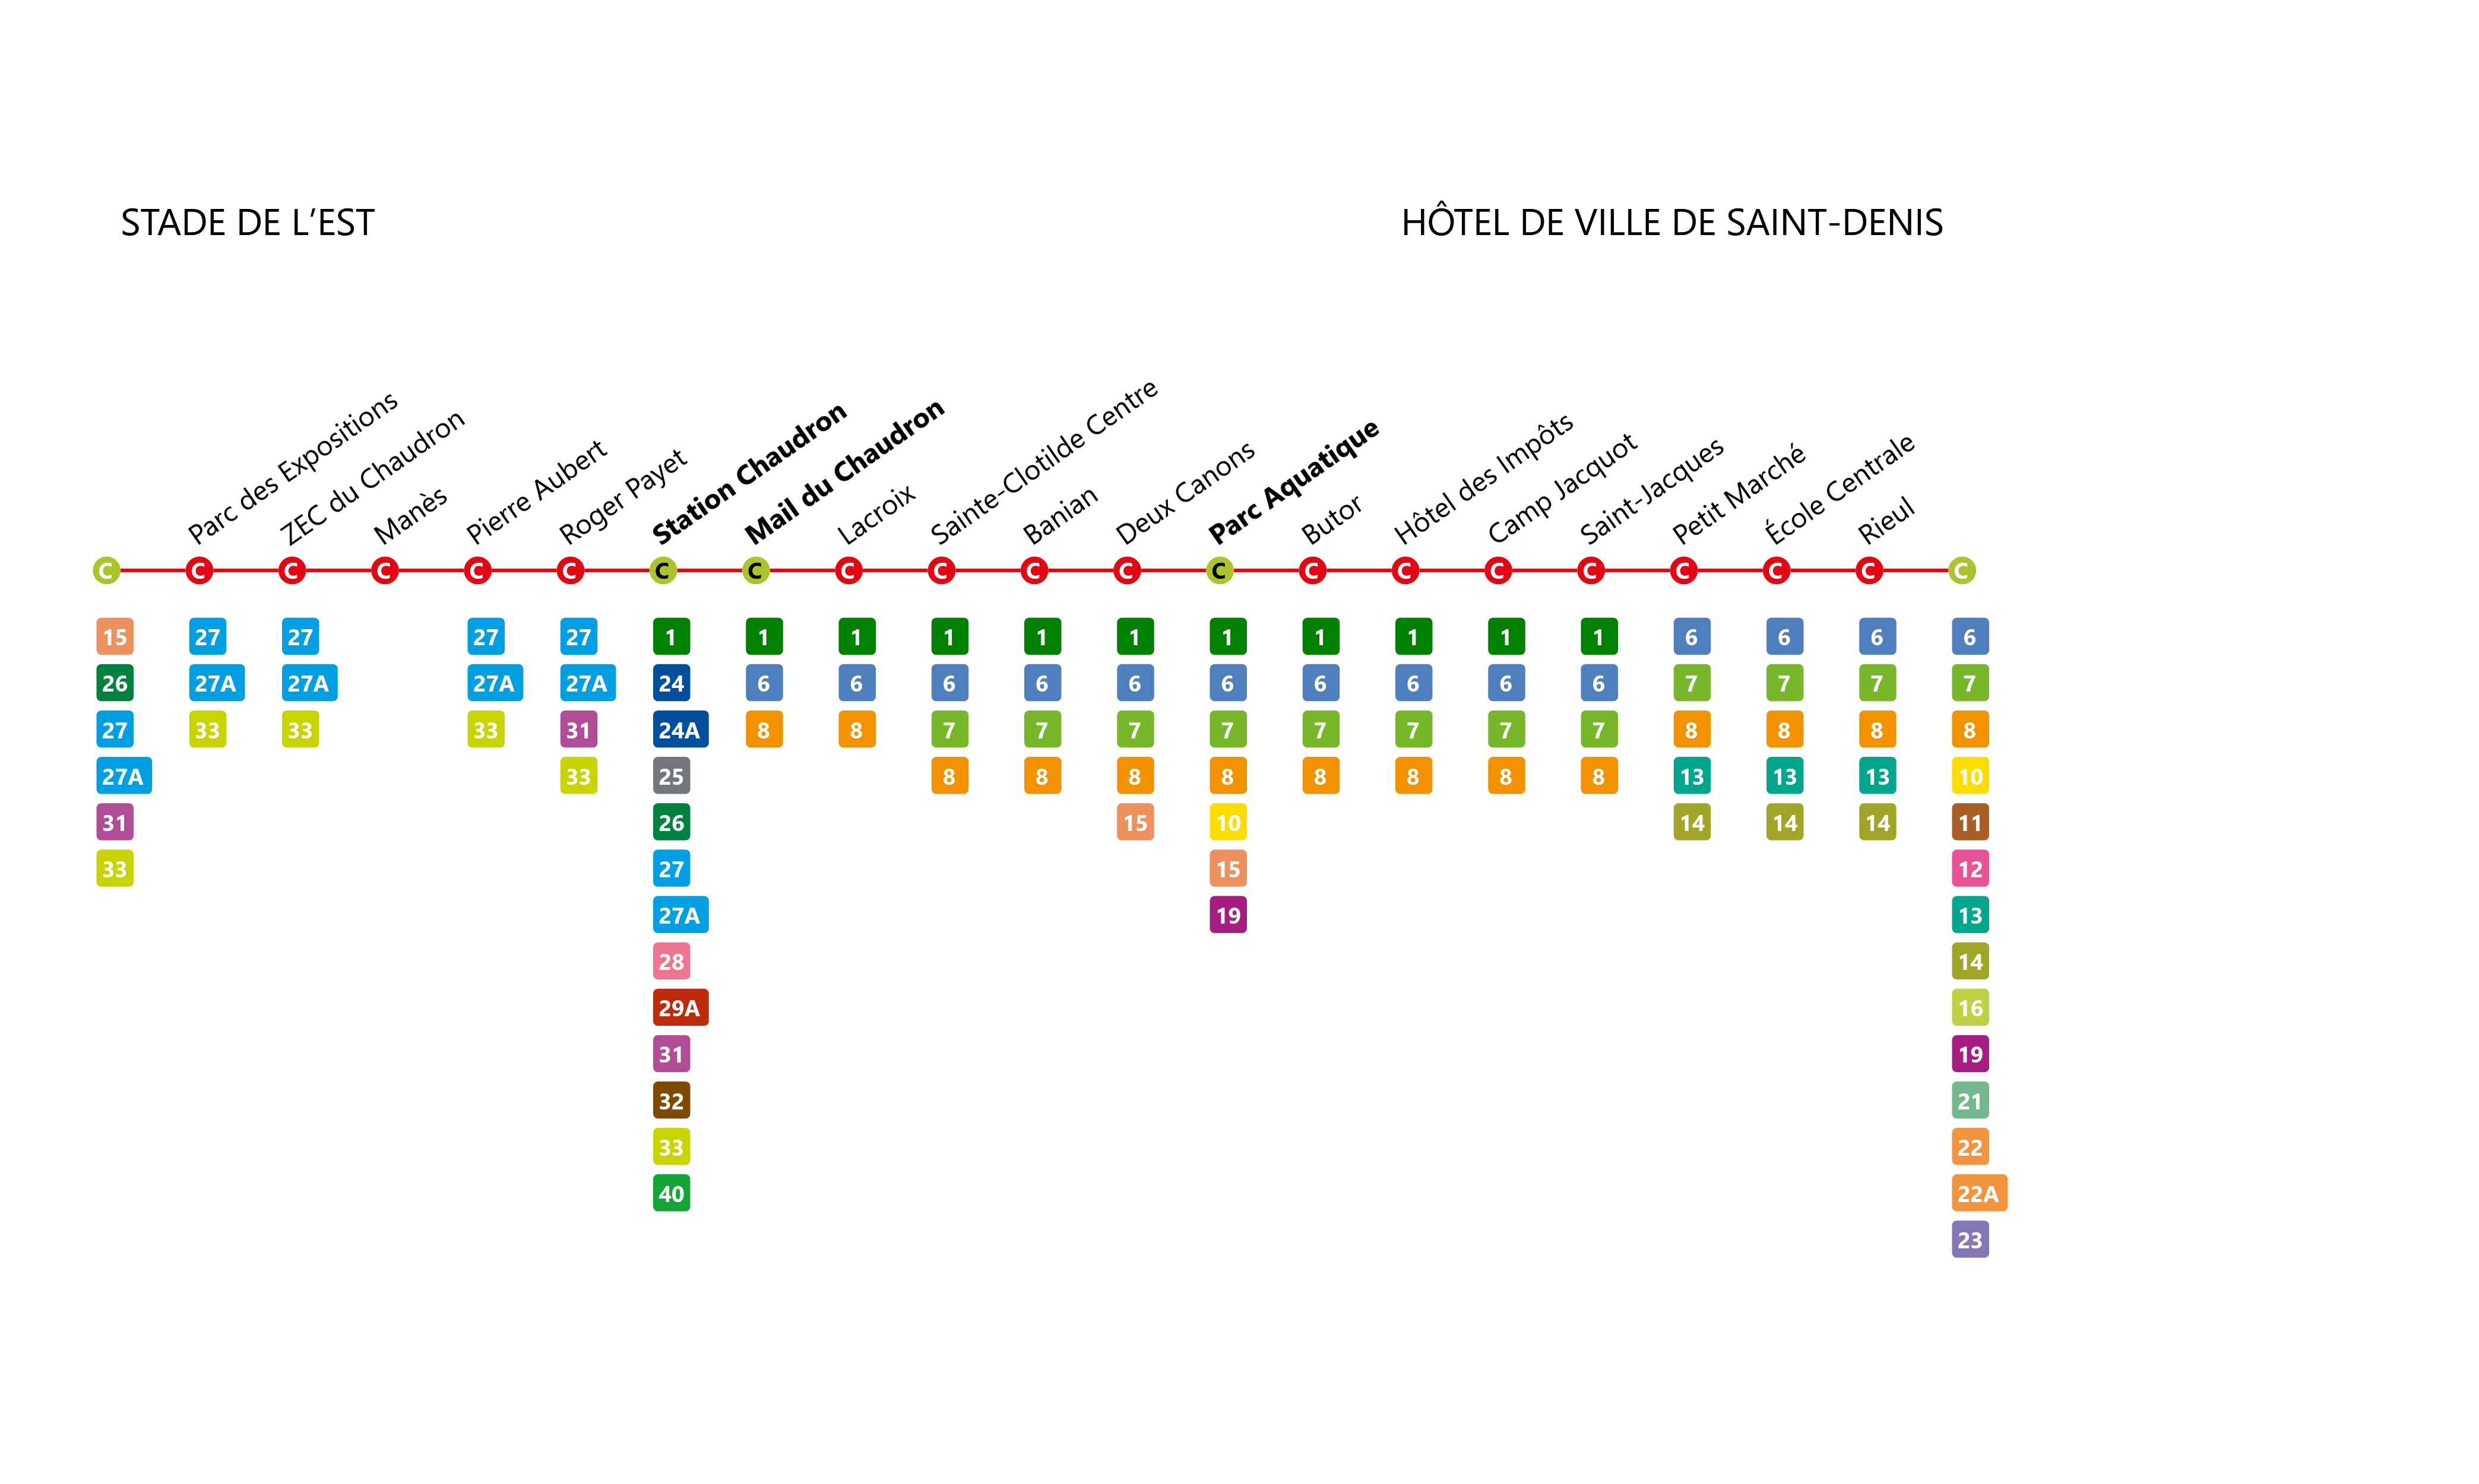 STADE DE L‘EST
HÔTEL DE VILLE DE SAINT-DENIS
Parc des Expositions
ZEC du Chaudron
Manès
Pierre Aubert
Roger Payet
Station Chaudron
Mail du Chaudron
Lacroix
Sainte-Clotilde Centre
Banian
Deux Canons
Parc Aquatique
Butor
Hôtel des Impôts
Camp Jacquot
Saint-Jacques
Petit Marché
École Centrale
Rieul
C C C C C C C C C C C C C C C C C C C C C
15 27 27 27 27 1 1 1 1 1 1 1 1 1 1 1 6 6 6 6
26 27A 27A 27A 27A 24 6 6 6 6 6 6 6 6 6 6 7 7 7 7
27 33 33 33 31 24A 8 8 7 7 7 7 7 7 7 7 8 8 8 8
27A 33 25 8 8 8 8 8 8 8 8 13 13 13 10
31 26 15 10 14 14 14 11
33 27 15 12
27A 19 13
28 14
29A 16
31 19
32 21
33 22
40 22A
23